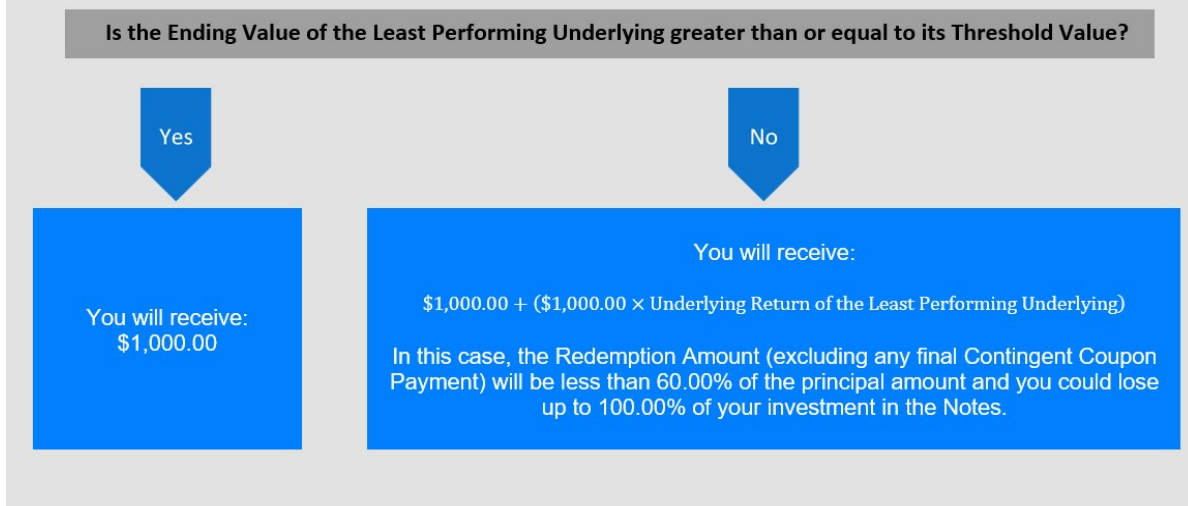 Is the Ending Value of the Least Performing Underlying greater than or equal to its Threshold Value?
Yes
No
You will receive:
$1,000.00
You will receive:
$1,000.00 + ($1,000.00 × Underlying Return of the Least Performing Underlying)
In this case, the Redemption Amount (excluding any final Contingent Coupon
Payment) will be less than 60.00% of the principal amount and you could lose
up to 100.00% of your investment in the Notes.